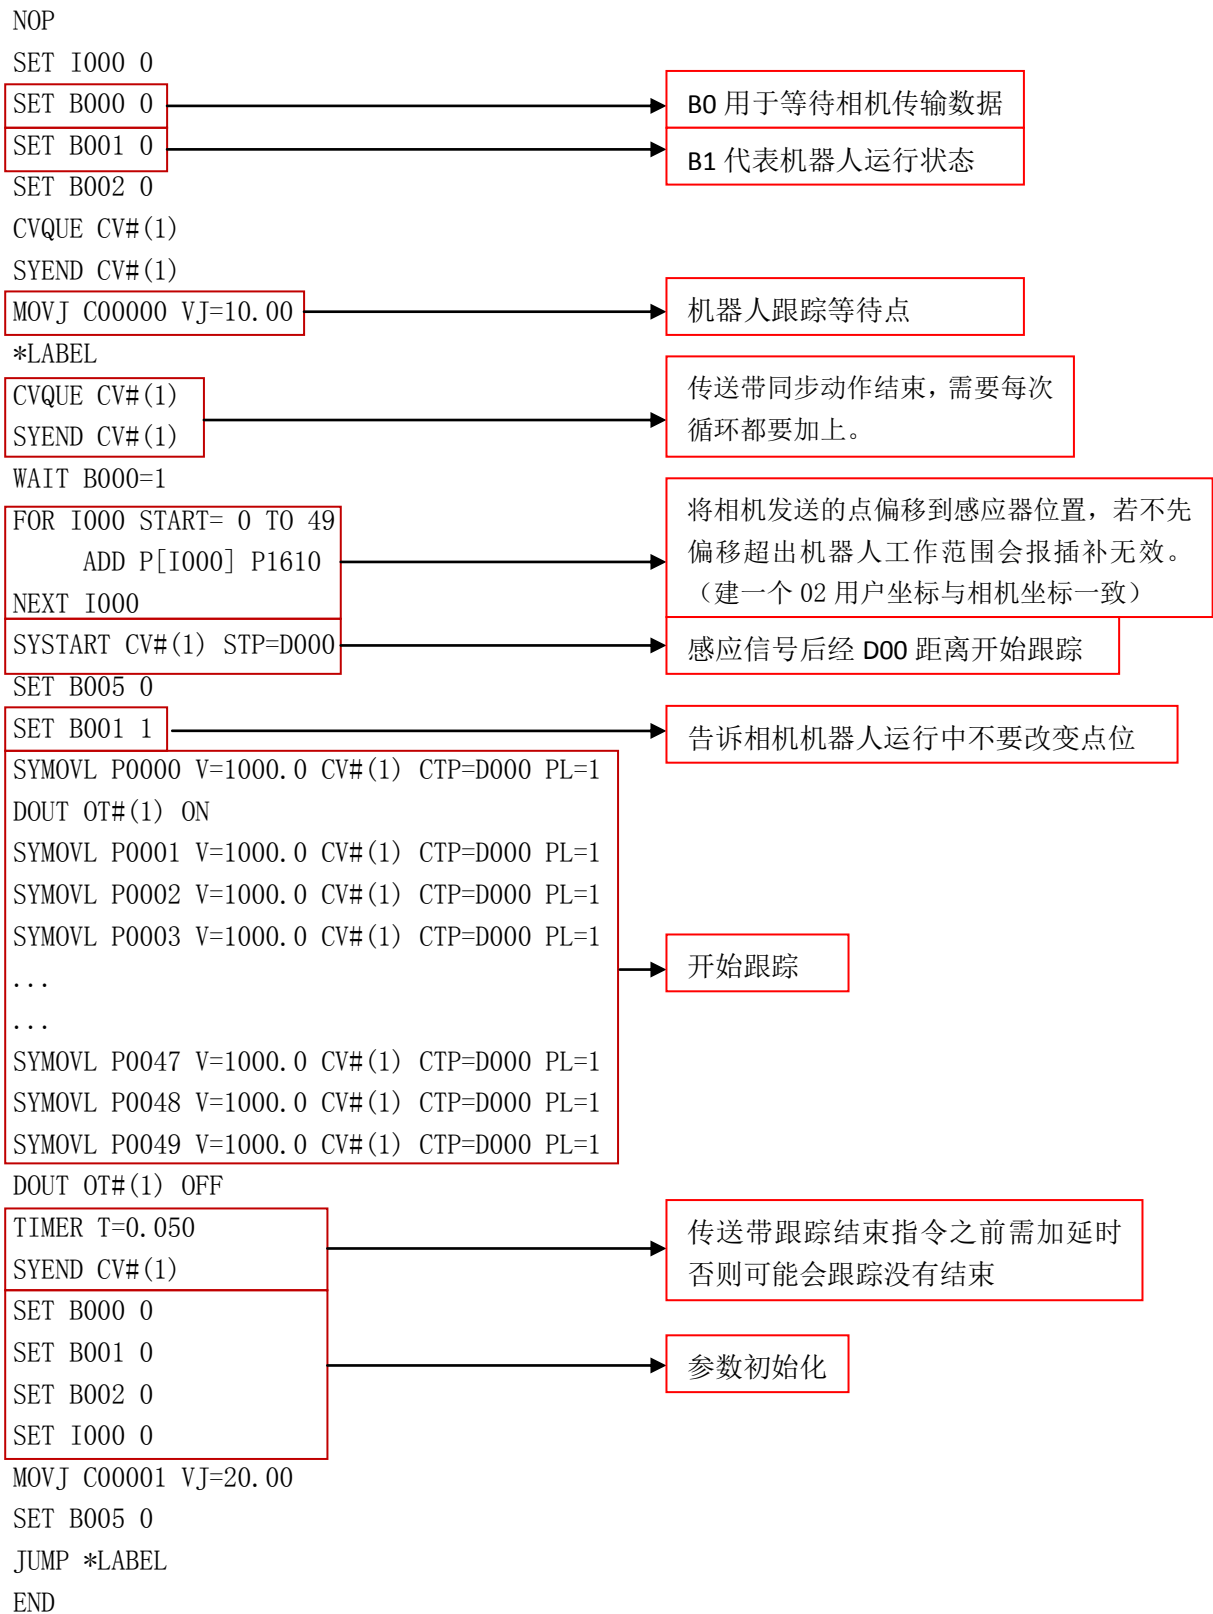 NOP
SET I000 0
SET B000 0
B0 用于等待相机传输数据
SET B001 0
B1 代表机器人运行状态
SET B002 0
CVQUE CV#(1)
SYEND CV#(1)
MOVJ C00000 VJ=10.00
机器人跟踪等待点
*LABEL
CVQUE CV#(1)
SYEND CV#(1)
传送带同步动作结束，需要每次
循环都要加上。
WAIT B000=1
FOR I000 START= 0 TO 49
ADD P[I000] P1610
NEXT I000
将相机发送的点偏移到感应器位置，若不先
偏移超出机器人工作范围会报插补无效。
（建一个 02 用户坐标与相机坐标一致）
SYSTART CV#(1) STP=D000
感应信号后经 D00 距离开始跟踪
SET B005 0
SET B001 1
告诉相机机器人运行中不要改变点位
SYMOVL P0000 V=1000.0 CV#(1) CTP=D000 PL=1
DOUT OT#(1) ON
SYMOVL P0001 V=1000.0 CV#(1) CTP=D000 PL=1
SYMOVL P0002 V=1000.0 CV#(1) CTP=D000 PL=1
SYMOVL P0003 V=1000.0 CV#(1) CTP=D000 PL=1
...
...
SYMOVL P0047 V=1000.0 CV#(1) CTP=D000 PL=1
SYMOVL P0048 V=1000.0 CV#(1) CTP=D000 PL=1
SYMOVL P0049 V=1000.0 CV#(1) CTP=D000 PL=1
开始跟踪
DOUT OT#(1) OFF
TIMER T=0.050
SYEND CV#(1)
传送带跟踪结束指令之前需加延时
否则可能会跟踪没有结束
SET B000 0
SET B001 0
SET B002 0
SET I000 0
参数初始化
MOVJ C00001 VJ=20.00
SET B005 0
JUMP *LABEL
END